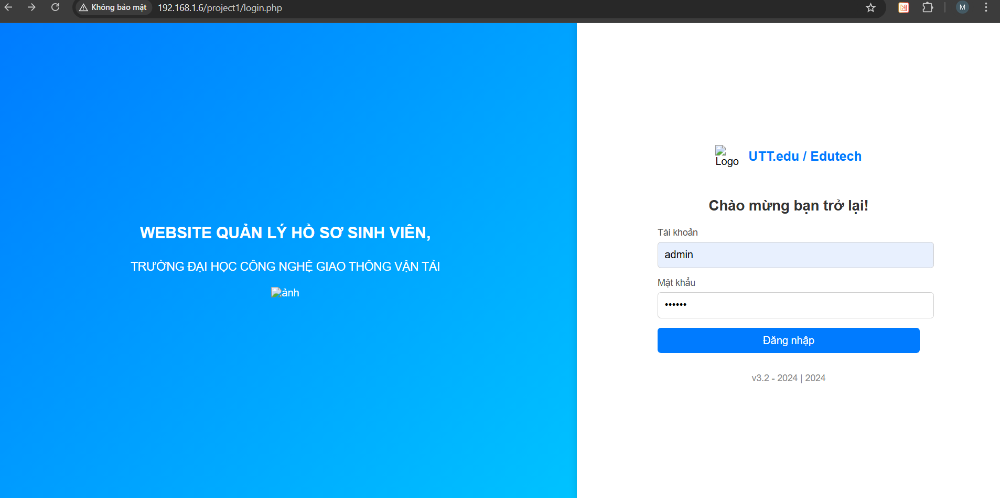 Không bảo mật 192.168.1.6/project1/login.php M
WEBSITE QUẢN LÝ HỒ SƠ SINH VIÊN,
TRƯỜNG ĐẠI HỌC CÔNG NGHỆ GIAO THÔNG VẬN TẢI
ảnh
Logo
UTT.edu / Edutech
Chào mừng bạn trở lại!
Tài khoản
admin
Mật khẩu
••••••
Đăng nhập
v3.2 - 2024 | 2024